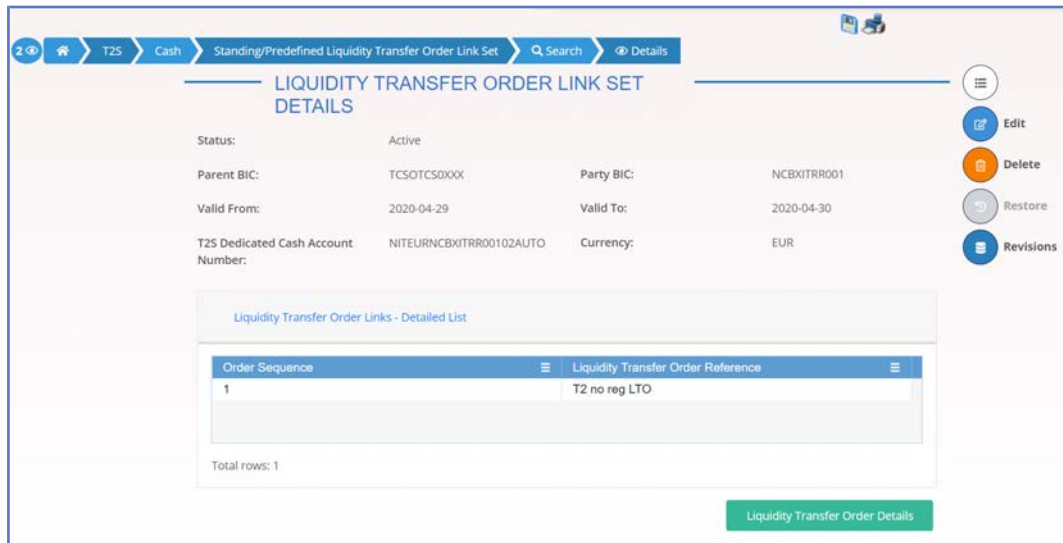 2
T2S
Cash
Standing/Predefined Liquidity Transfer Order Link Set
Search
Details
LIQUIDITY TRANSFER ORDER LINK SET
DETAILS
Edit
Status: Active
Delete
Parent BIC: TCSOTCS0XXX Party BIC: NCBXITRR001
Restore
Valid From: 2020-04-29 Valid To: 2020-04-30
Revisions
T2S Dedicated Cash Account NITEURNCBXITRR00102AUTO Currency: EUR
Number:
Liquidity Transfer Order Links - Detailed List
Order Sequence Liquidity Transfer Order Reference
1 T2 no reg LTO
Total rows: 1
Liquidity Transfer Order Details